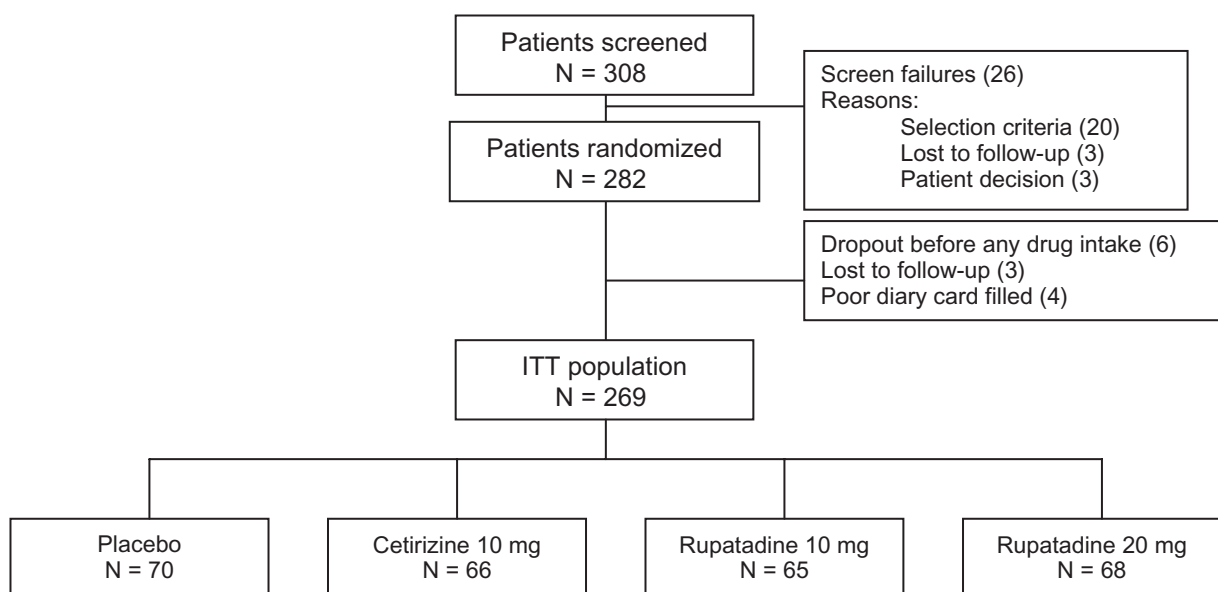 Patients screened
N = 308
Screen failures (26)
Reasons:
Selection criteria (20)
Lost to follow-up (3)
Patient decision (3)
Patients randomized
N = 282
Dropout before any drug intake (6)
Lost to follow-up (3)
Poor diary card filled (4)
ITT population
N = 269
Placebo
N = 70
Cetirizine 10 mg
N = 66
Rupatadine 10 mg
N = 65
Rupatadine 20 mg
N = 68